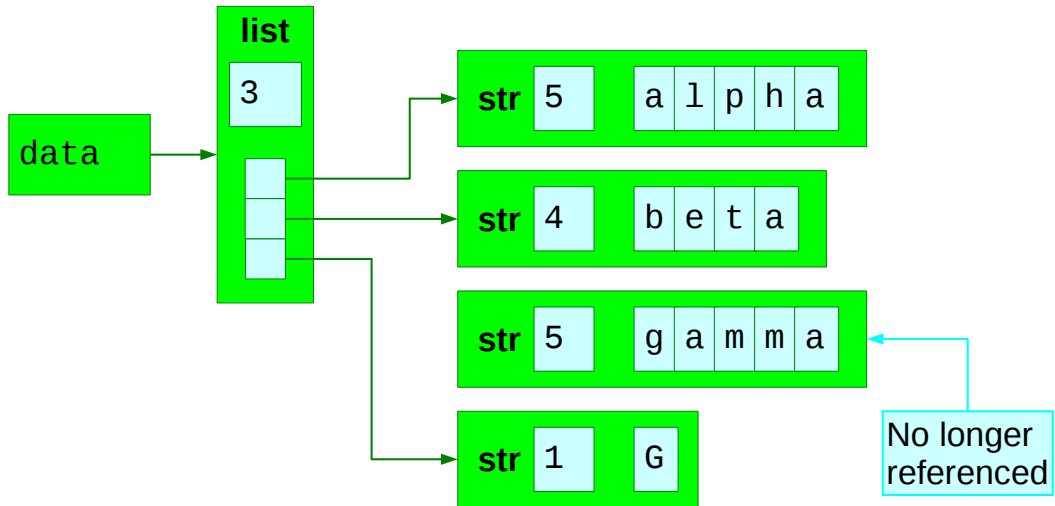 list
3
data
str 5 a l p h a
str 4 b e t a
str 5 g a m m a
No longer
referenced
str 1 G